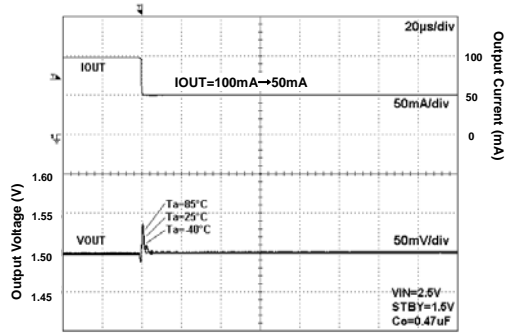 20µs/div
IOUT
100
IOUT=100mA→50mA
50mA/div
50
0
Output Current (mA)
1.60
1.55
Ta=85°C
Ta=25°C
Ta=-40°C
VOUT
50mV/div
1.50
1.45
Output Voltage (V)
VIN=2.5V
STBY=1.5V
Co=0.47uF